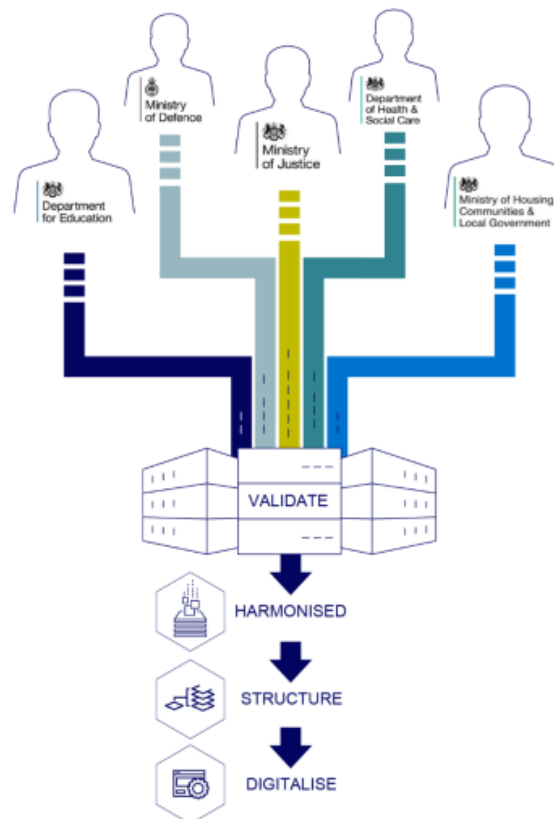 Ministry
of Defence
Department
of Health &
Social Care
Ministry
of Justice
Department
for Education
Ministry of Housing
Communities &
Local Government
VALIDATE
HARMONISED
STRUCTURE
DIGITALISE